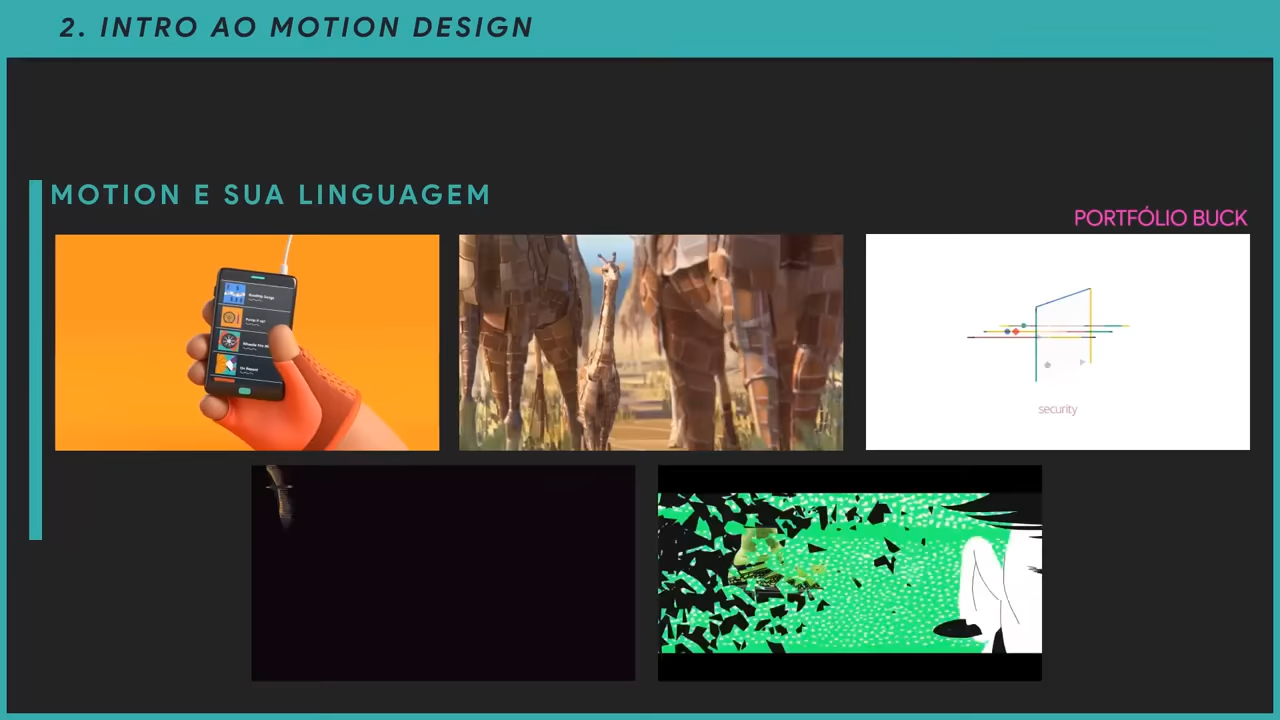 2. INTRO AO MOTION DESIGN
MOTION E SUA LINGUAGEM
PORTFÓLIO BUCK
security